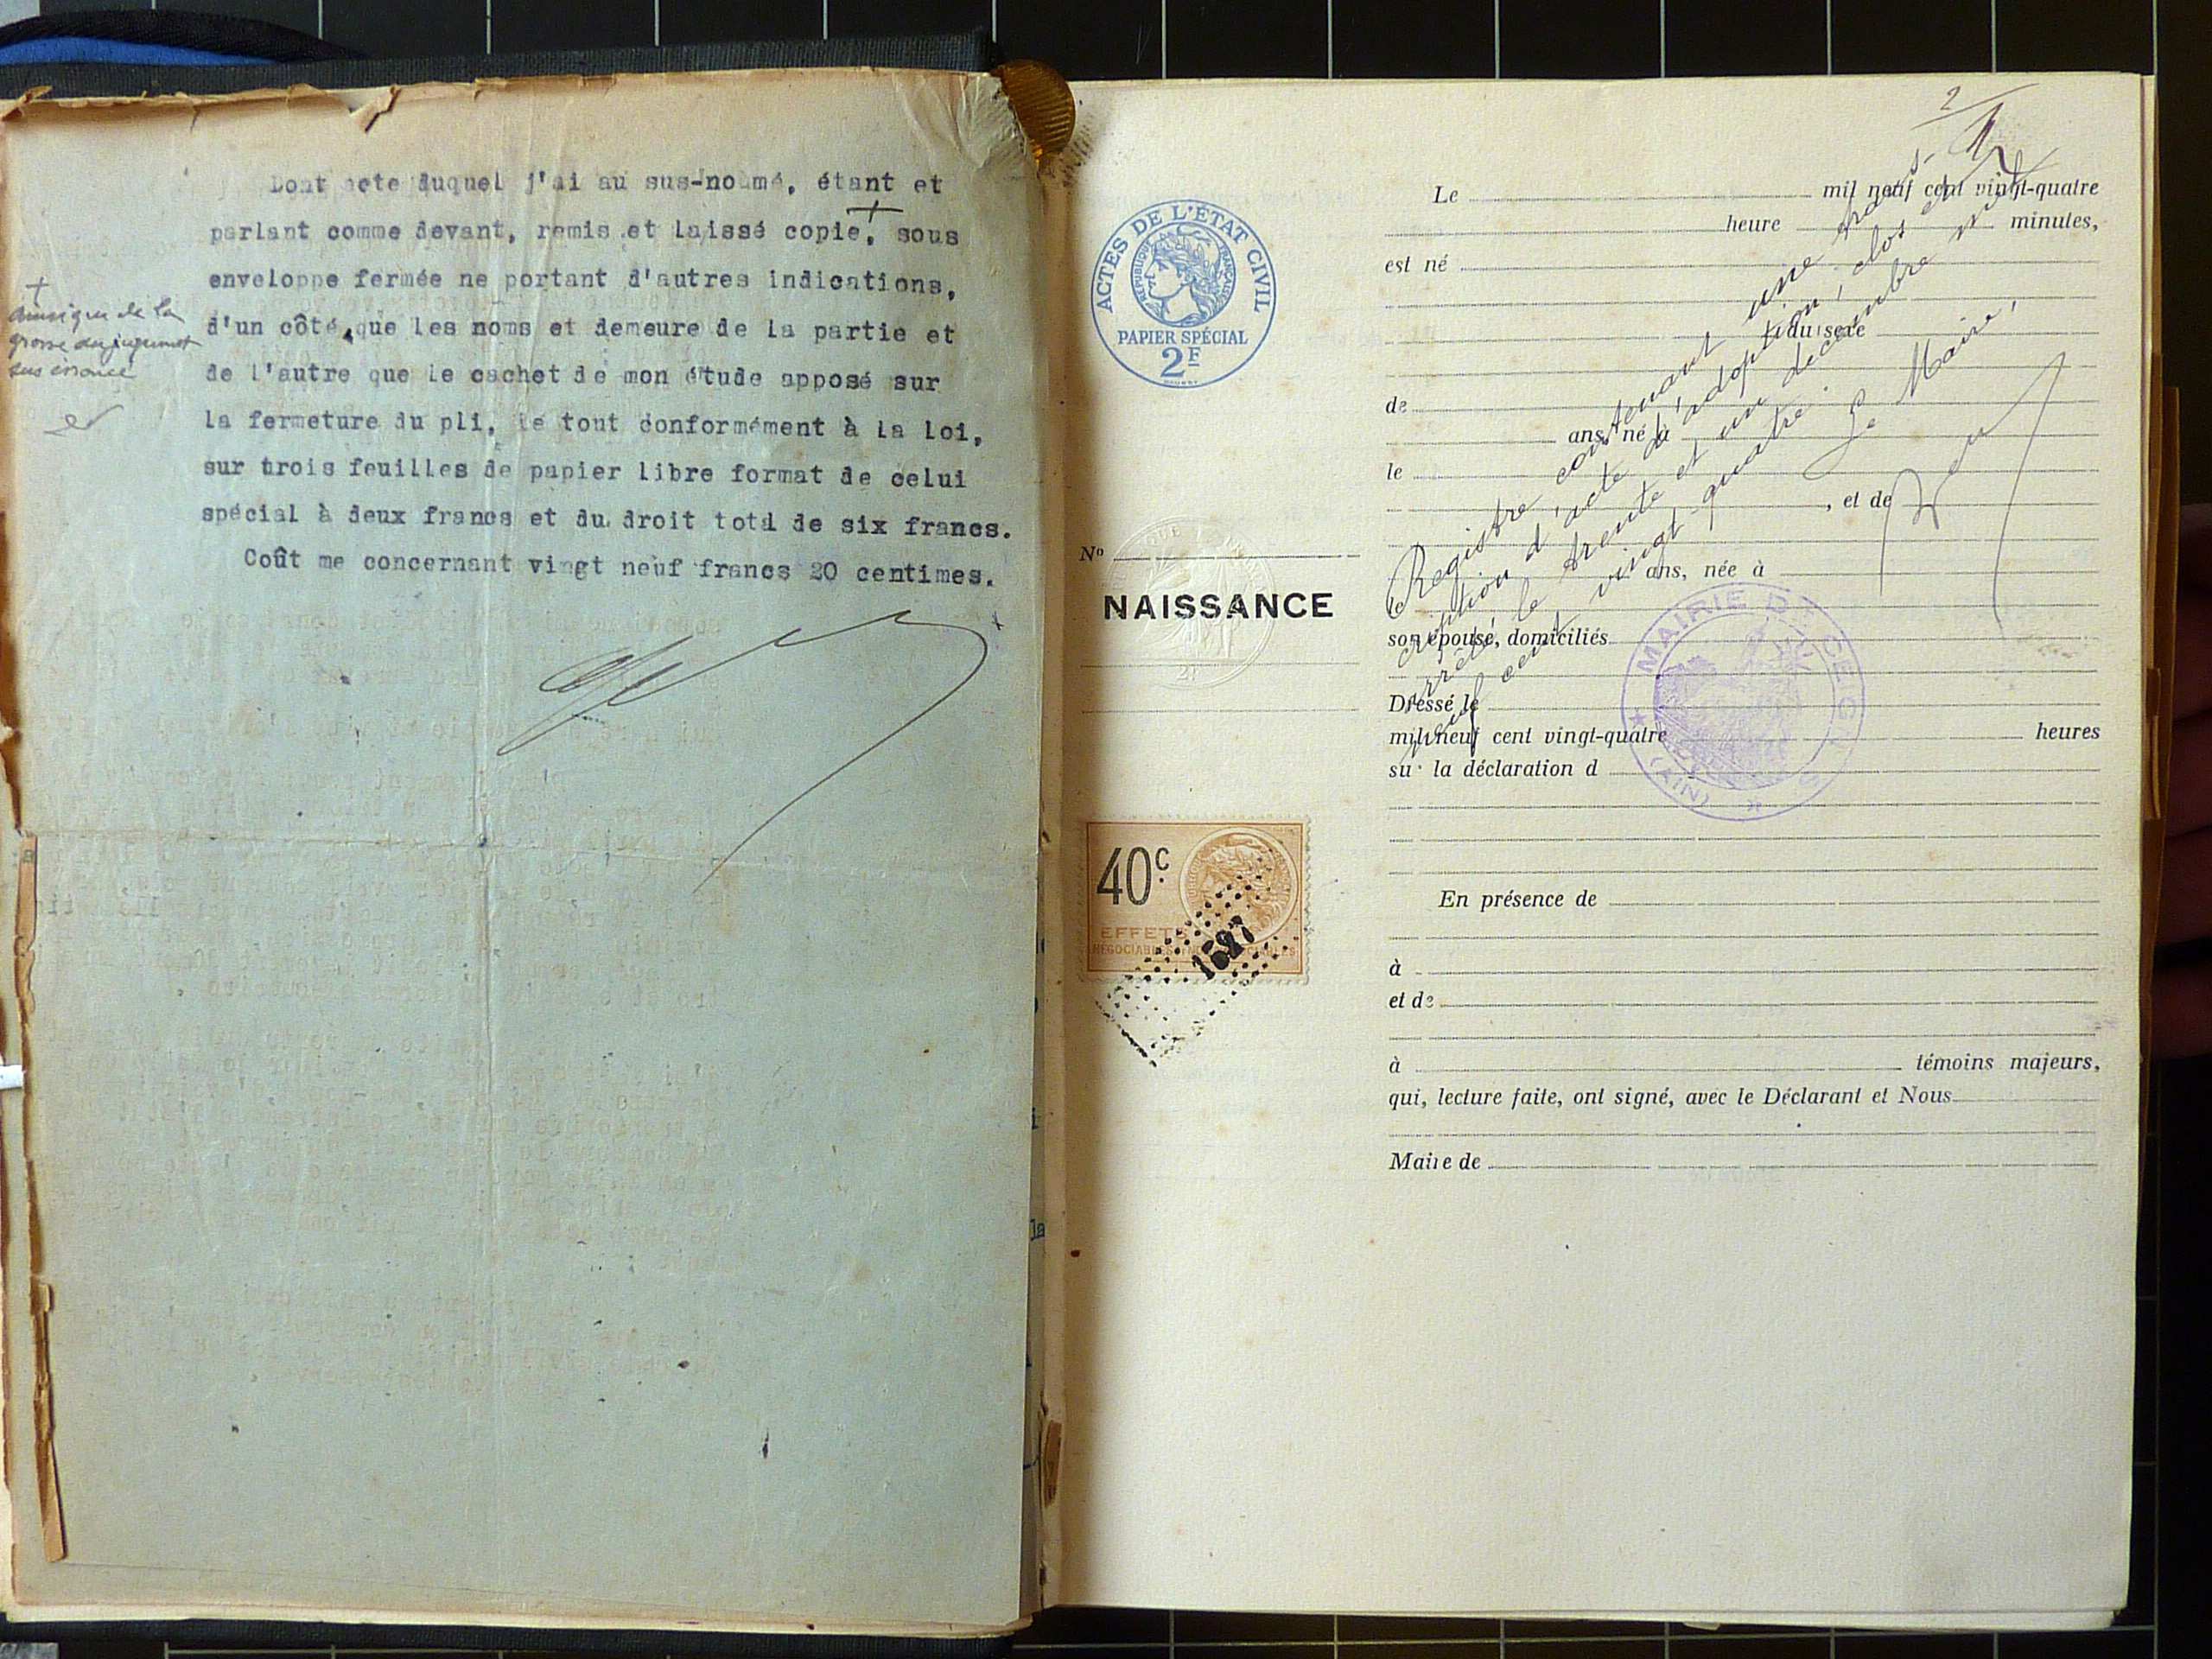 Dont acte duquel j'ai au sus-nommé, étant et
parlant comme devant, remis et laissé copie, sous
enveloppe fermée ne portant d'autres indications,
d'un côté, que les noms et demeure de la partie et
de l'autre que le cachet de mon étude apposé sur
la fermeture du pli, le tout conformément à la loi,
sur trois feuilles de papier libre format de celui
spécial à deux francs et du droit total de six francs.
Coût me concernant vingt neuf francs 20 centimes.
+
ainsi que de la
grosse du jugement
sus énoncé
ACTES DE L'ÉTAT CIVIL
RÉPUBLIQUE FRANÇAISE
PAPIER SPÉCIAL
2F
No
NAISSANCE
40c
EFFETS
1527
2
Le mil neuf cent vingt-quatre
heure minutes,
est né
du sexe
de
ans, né à
le
, et de
ans, née à
le
son épouse, domiciliés
Dressé le
mil neuf cent vingt-quatre heures
sur la déclaration d
En présence de
à
et de
à témoins majeurs,
qui, lecture faite, ont signé, avec le Déclarant et Nous
Maire de
Registre contenant une trans-
cription d'acte d'adoption, clos et
arrêté le trente et un décembre mil
neuf cent vingt quatre.
Le Maire,
MAIRIE DE CEIG
(AIN)